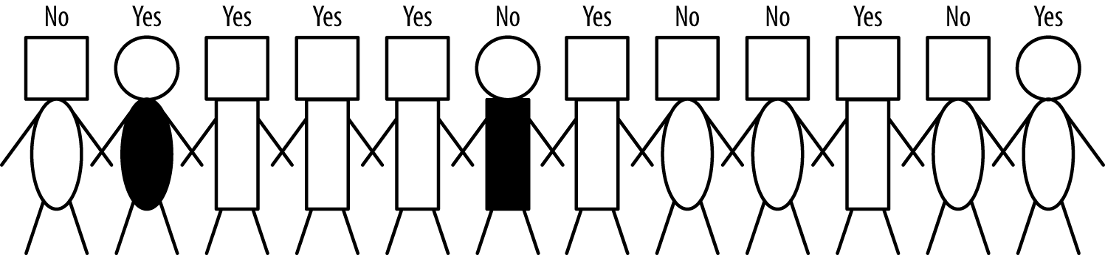 No Yes Yes Yes Yes No Yes No No Yes No Yes